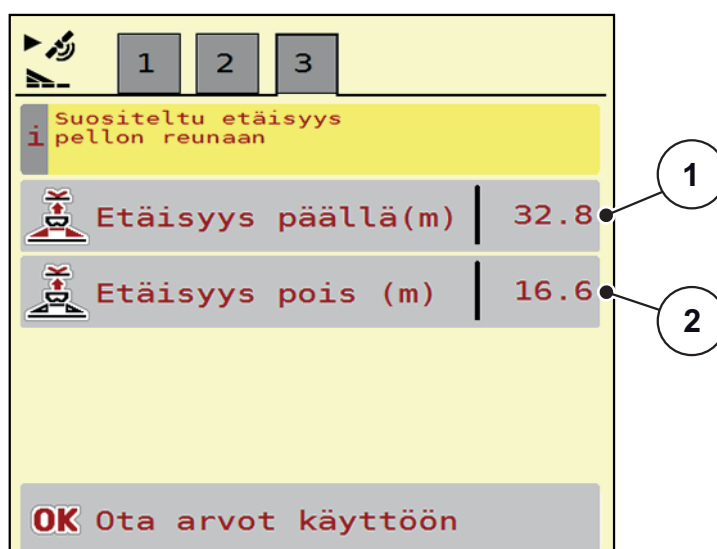 1 2 3
i Suositeltu etäisyys
pellon reunaan
Etäisyys päällä(m) 32.8
1
Etäisyys pois (m) 16.6
2
OK Ota arvot käyttöön